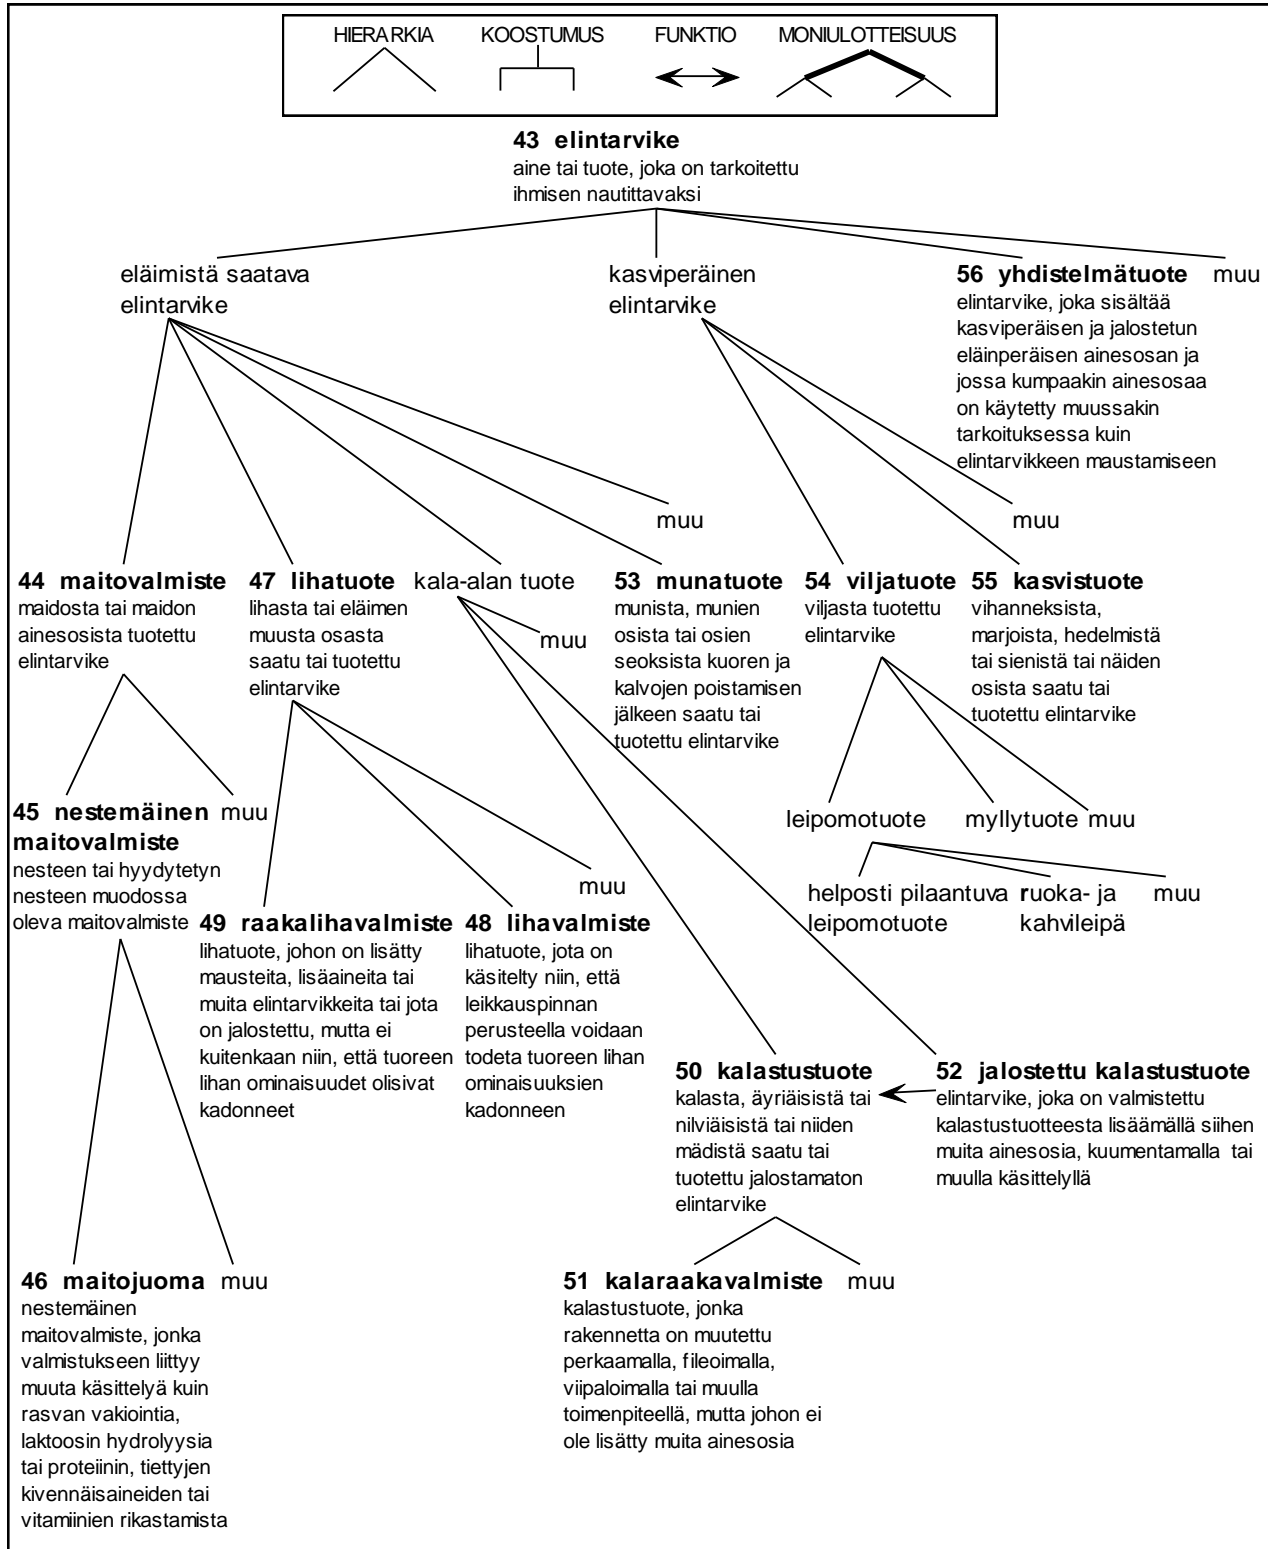 HIERARKIA KOOSTUMUS FUNKTIO MONIULOTTEISUUS
43 elintarvike
aine tai tuote, joka on tarkoitettu
ihmisen nautittavaksi
eläimistä saatava
elintarvike
kasviperäinen
elintarvike
56 yhdistelmätuote
elintarvike, joka sisältää
kasviperäisen ja jalostetun
eläinperäisen ainesosan ja
jossa kumpaakin ainesosaa
on käytetty muussakin
tarkoituksessa kuin
elintarvikkeen maustamiseen
muu
muu
muu
44 maitovalmiste
maidosta tai maidon
ainesosista tuotettu
elintarvike
47 lihatuote
lihasta tai eläimen
muusta osasta
saatu tai tuotettu
elintarvike
kala-alan tuote
muu
53 munatuote
munista, munien
osista tai osien
seoksista kuoren ja
kalvojen poistamisen
jälkeen saatu tai
tuotettu elintarvike
54 viljatuote
viljasta tuotettu
elintarvike
55 kasvistuote
vihanneksista,
marjoista, hedelmistä
tai sienistä tai näiden
osista saatu tai
tuotettu elintarvike
45 nestemäinen
maitovalmiste
nesteen tai hyydytetyn
nesteen muodossa
oleva maitovalmiste
muu
leipomotuote
myllytuote
muu
helposti pilaantuva
leipomotuote
ruoka- ja
kahvileipä
muu
muu
49 raakalihavalmiste
lihatuote, johon on lisätty
mausteita, lisäaineita tai
muita elintarvikkeita tai jota
on jalostettu, mutta ei
kuitenkaan niin, että tuoreen
lihan ominaisuudet olisivat
kadonneet
48 lihavalmiste
lihatuote, jota on
käsitelty niin, että
leikkauspinnan
perusteella voidaan
todeta tuoreen lihan
ominaisuuksien
kadonneen
50 kalastustuote
kalasta, äyriäisistä tai
nilviäisistä tai niiden
mädistä saatu tai
tuotettu jalostamaton
elintarvike
52 jalostettu kalastustuote
elintarvike, joka on valmistettu
kalastustuotteesta lisäämällä siihen
muita ainesosia, kuumentamalla tai
muulla käsittelyllä
46 maitojuoma
nestemäinen
maitovalmiste, jonka
valmistukseen liittyy
muuta käsittelyä kuin
rasvan vakiointia,
laktoosin hydrolyysia
tai proteiinin, tiettyjen
kivennäisaineiden tai
vitamiinien rikastamista
muu
51 kalaraakavalmiste
kalastustuote, jonka
rakennetta on muutettu
perkaamalla, fileoimalla,
viipaloimalla tai muulla
toimenpiteellä, mutta johon ei
ole lisätty muita ainesosia
muu